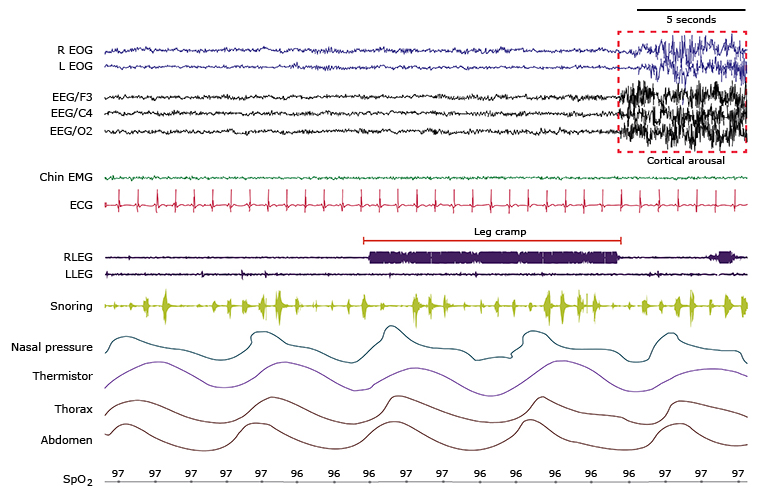 5 seconds
R EOG
L EOG
EEG/F3
EEG/C4
EEG/O2
Cortical arousal
Chin EMG
ECG
Leg cramp
RLEG
LLEG
Snoring
Nasal pressure
Thermistor
Thorax
Abdomen
97 97 97 97 97 96 96 96 97 97 96 96 96 96 96 97 97 97
SpO₂